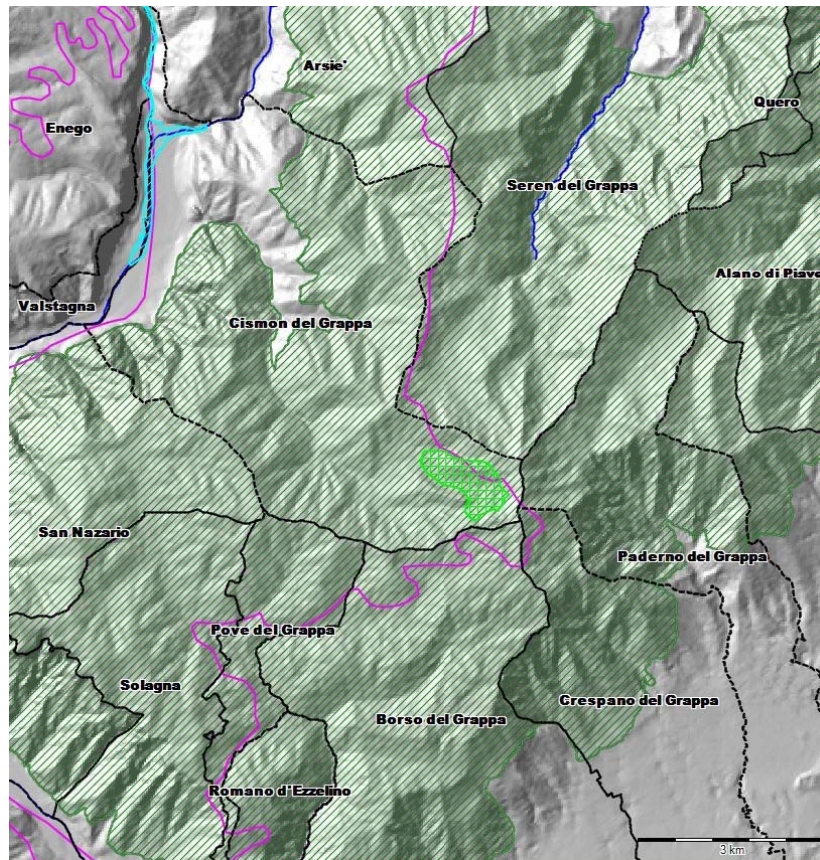 Arsie'
Quero
Enego
Seren del Grappa
Alano di Piave
Valstagna
Cismon del Grappa
San Nazario
Paderno del Grappa
Pove del Grappa
Solagna
Crespano del Grappa
Borso del Grappa
Romano d'Ezzelino
3 km